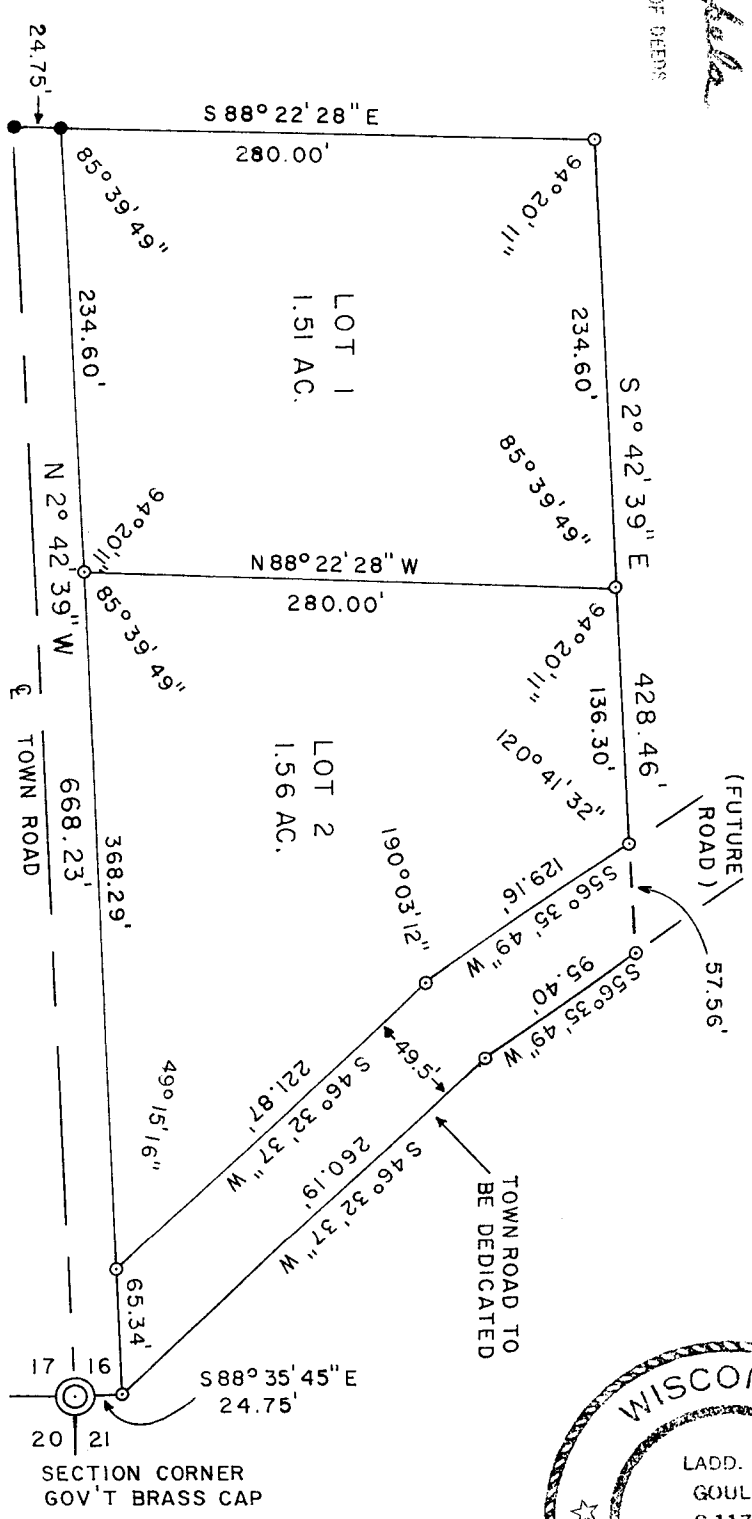 OF DEEDS
24.75'
S 88° 22' 28" E
280.00'
85° 39' 49"
94° 20' 11"
234.60'
LOT 1
1.51 AC.
234.60'
S 2° 42' 39" E
85° 39' 49"
94° 20' 11"
N 2° 42' 39" W
N 88° 22' 28" W
280.00'
85° 39' 49"
94° 20' 11"
428.46'
136.30'
120° 41' 32"
(FUTURE
ROAD)
LOT 2
1.56 AC.
190° 03' 12"
129.16'
S 56° 35' 49" W
57.56'
95.40'
S 56° 35' 49" W
℄ TOWN ROAD
668.23'
368.29'
49.5'
221.87'
S 46° 32' 37" W
49° 15' 16"
260.19'
S 46° 32' 37" W
TOWN ROAD TO
BE DEDICATED
65.34'
S 88° 35' 45" E
24.75'
17 16
20 21
SECTION CORNER
GOV'T BRASS CAP
WISCO
LADD.
GOUL